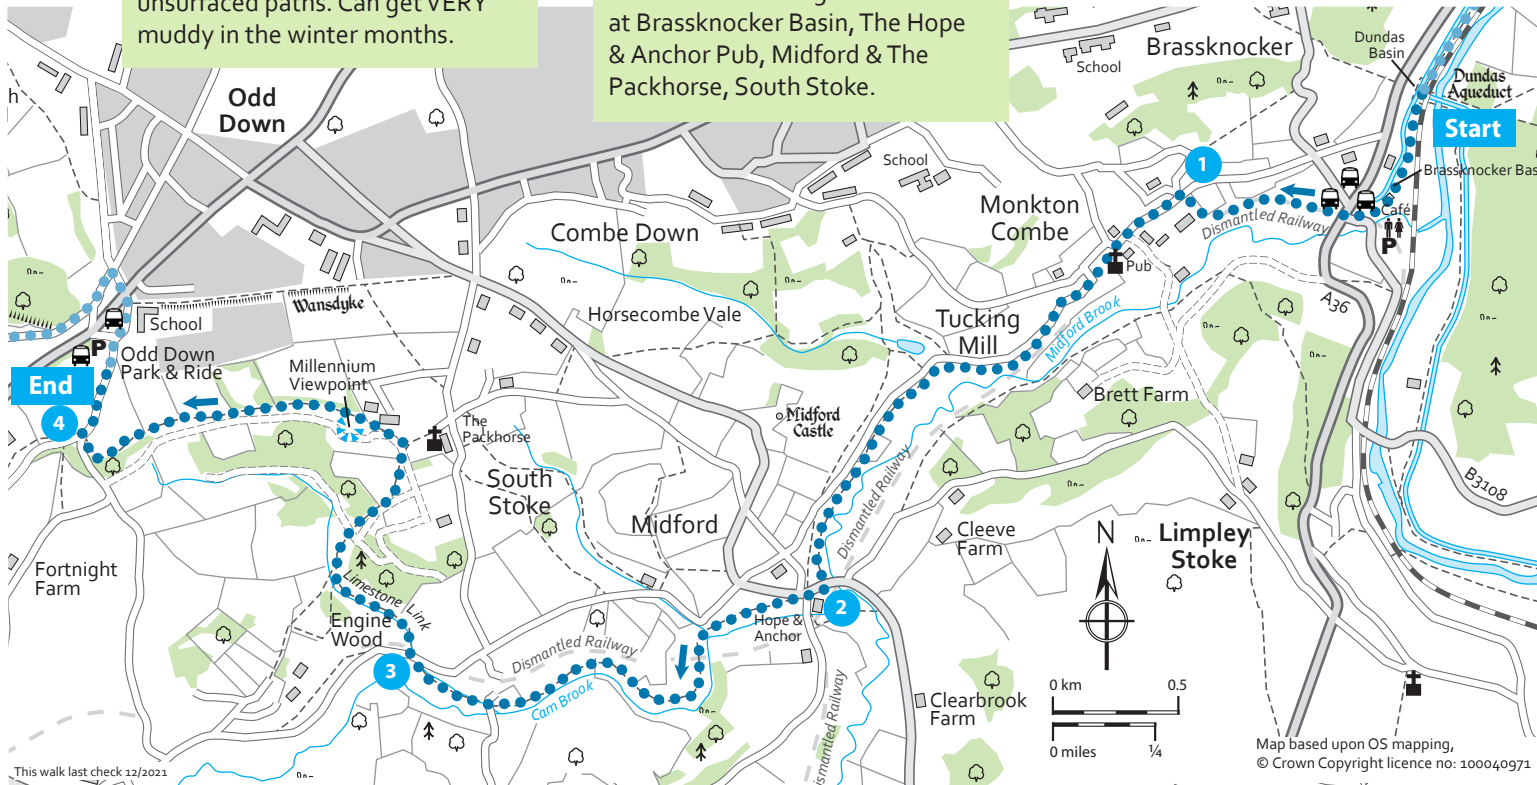 unsurfaced paths. Can get VERY
muddy in the winter months.
at Brassknocker Basin, The Hope
& Anchor Pub, Midford & The
Packhorse, South Stoke.
Odd
Down
h
School
Brassknocker
Dundas
Basin
Dundas
Aqueduct
Start
Brassknocker Bas
Café
P
1
Dismantled Railway
School
Monkton
Combe
Pub
Combe Down
Horsecombe Vale
Tucking
Mill
Midford Brook
A36
Wansdyke
School
P
Odd Down
Park & Ride
End
4
Millennium
Viewpoint
The
Packhorse
Midford
Castle
Brett Farm
B3108
South
Stoke
Midford
Dismantled Railway
Cleeve
Farm
N
Limpley
Stoke
Fortnight
Farm
Limestone Link
Engine
Wood
2
Hope &
Anchor
3
Dismantled Railway
Cam Brook
Dismantled Railway
Clearbrook
Farm
0 km
0.5
0 miles
¼
Map based upon OS mapping,
© Crown Copyright licence no: 100040971
This walk last check 12/2021